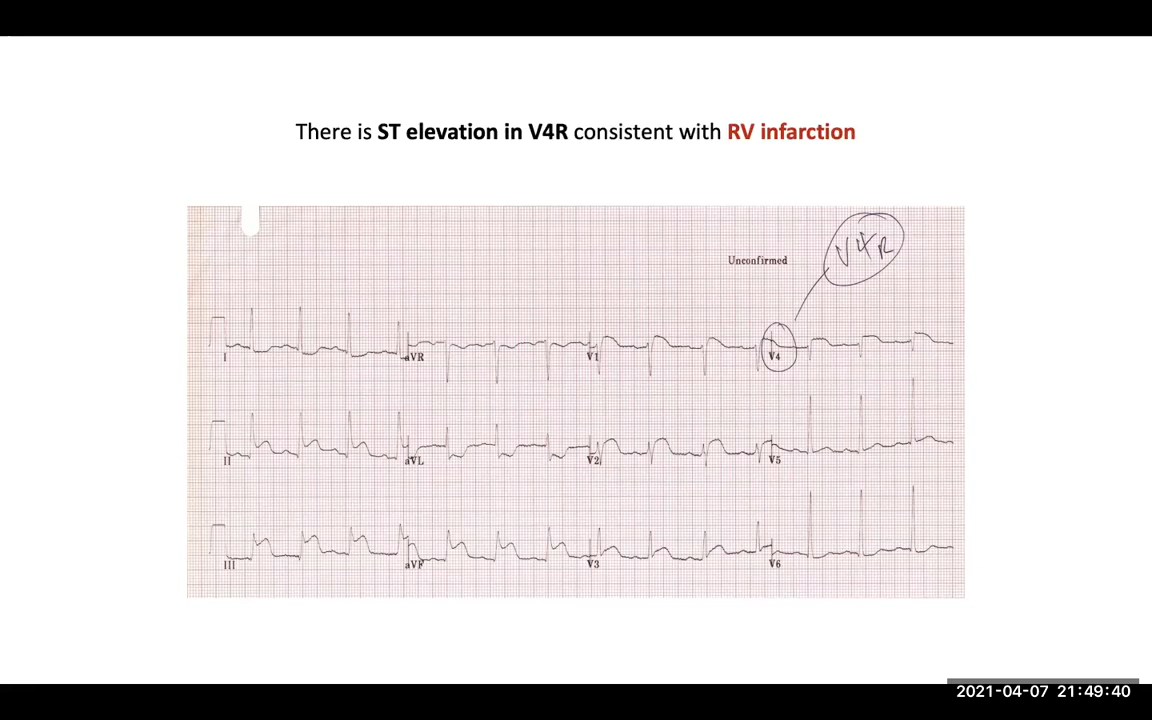 There is ST elevation in V4R consistent with RV infarction
V4R
Unconfirmed
I aVR V1 V4
II aVL V2 V5
III aVF V3 V6
2021-04-07 21:49:40